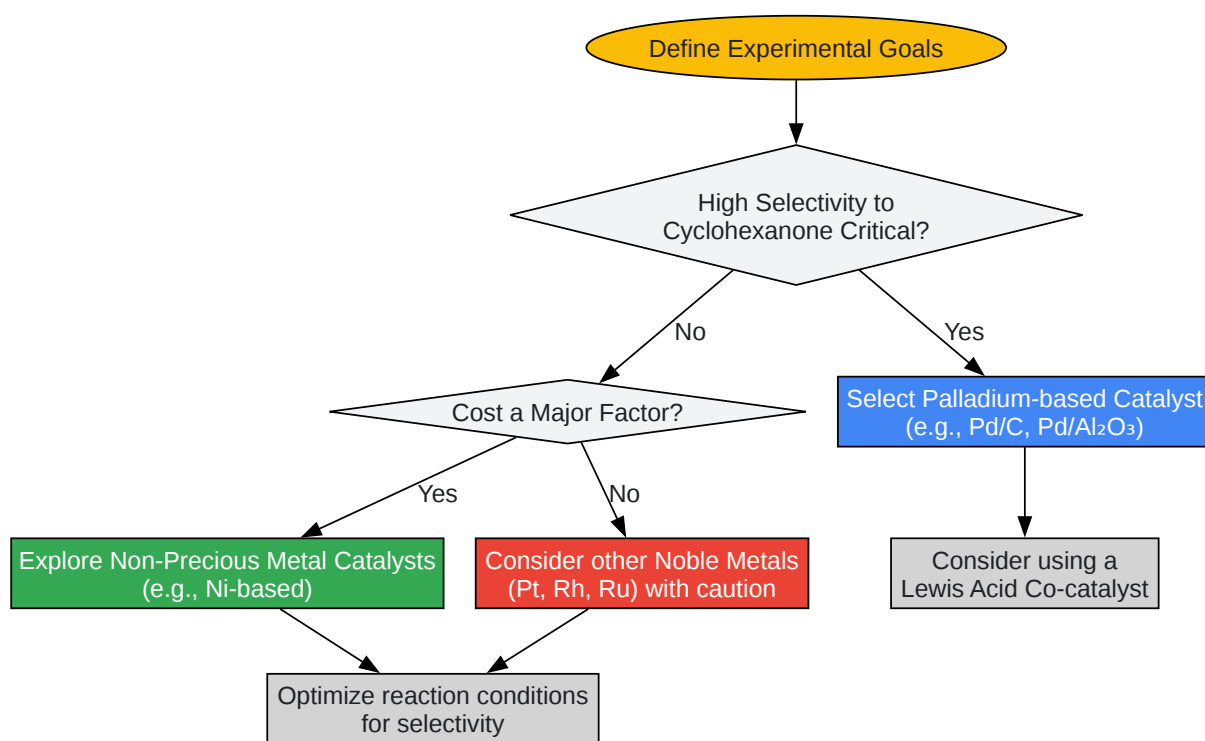 Define Experimental Goals
High Selectivity to
Cyclohexanone Critical?
No
Yes
Cost a Major Factor?
Select Palladium-based Catalyst
(e.g., Pd/C, Pd/Al₂O₃)
Yes
No
Explore Non-Precious Metal Catalysts
(e.g., Ni-based)
Consider other Noble Metals
(Pt, Rh, Ru) with caution
Consider using a
Lewis Acid Co-catalyst
Optimize reaction conditions
for selectivity